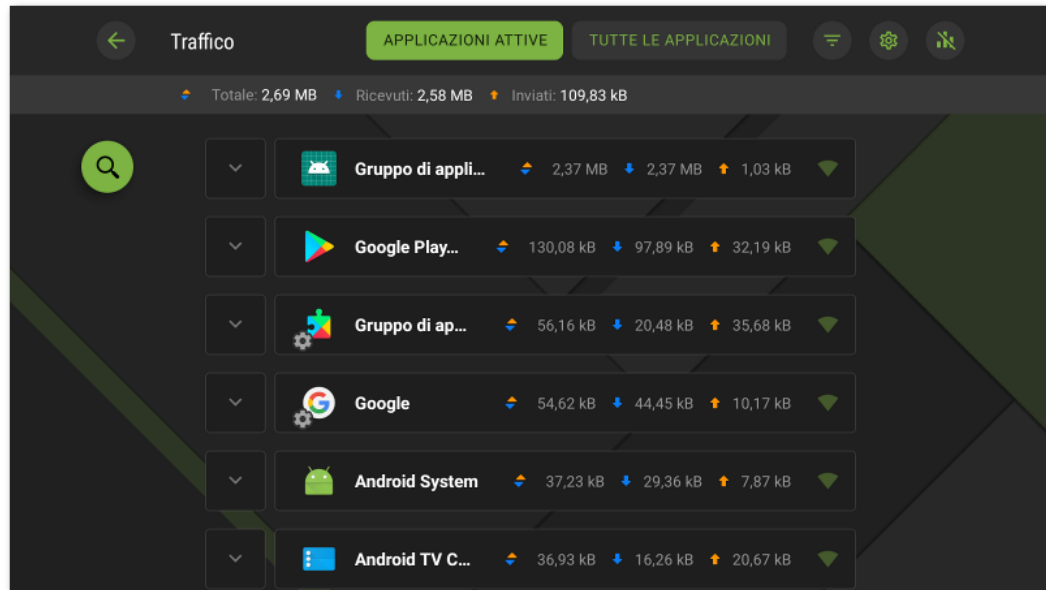 Traffico APPLICAZIONI ATTIVE TUTTE LE APPLICAZIONI
Totale: 2,69 MB Ricevuti: 2,58 MB Inviati: 109,83 kB
Gruppo di appli... 2,37 MB 2,37 MB 1,03 kB
Google Play... 130,08 kB 97,89 kB 32,19 kB
Gruppo di ap... 56,16 kB 20,48 kB 35,68 kB
Google 54,62 kB 44,45 kB 10,17 kB
Android System 37,23 kB 29,36 kB 7,87 kB
Android TV C... 36,93 kB 16,26 kB 20,67 kB